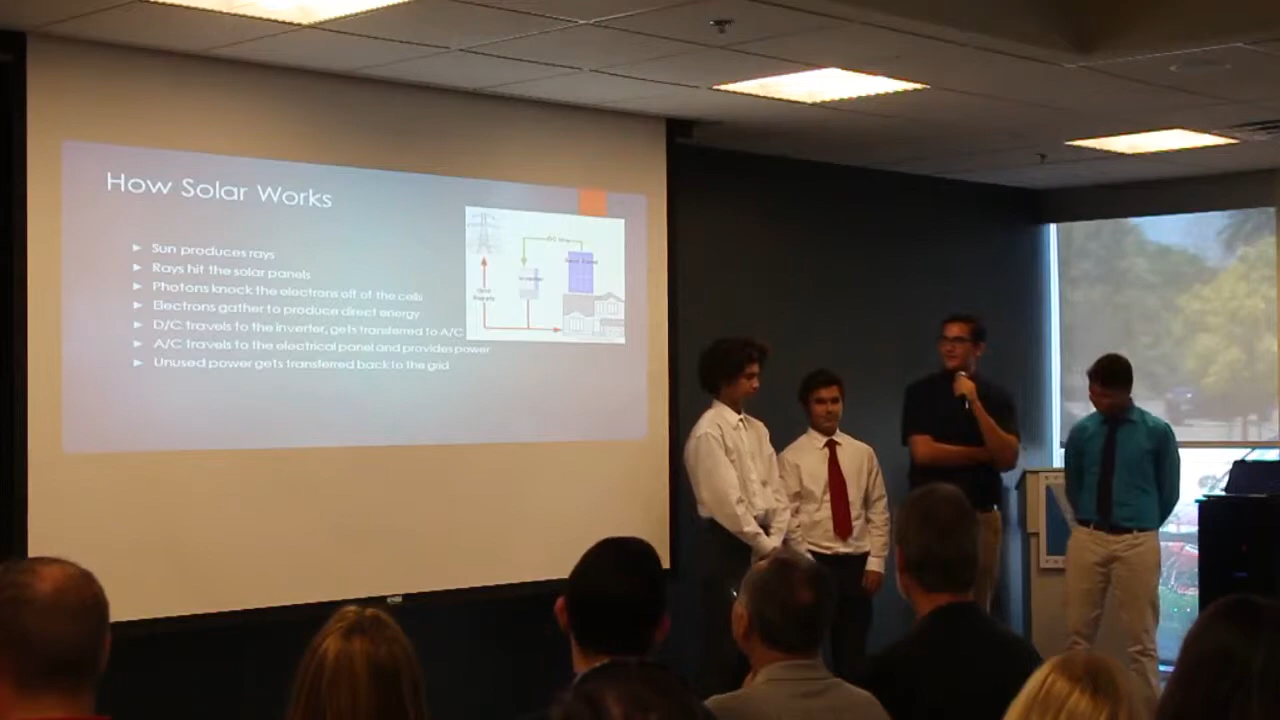 How Solar Works
Sun produces rays
Rays hit the solar panels
Photons knock the electrons off of the cells
Electrons gather to produce direct energy
D/C travels to the inverter, gets transferred to A/C
A/C travels to the electrical panel and provides power
Unused power gets transferred back to the grid
Inverter
Supply